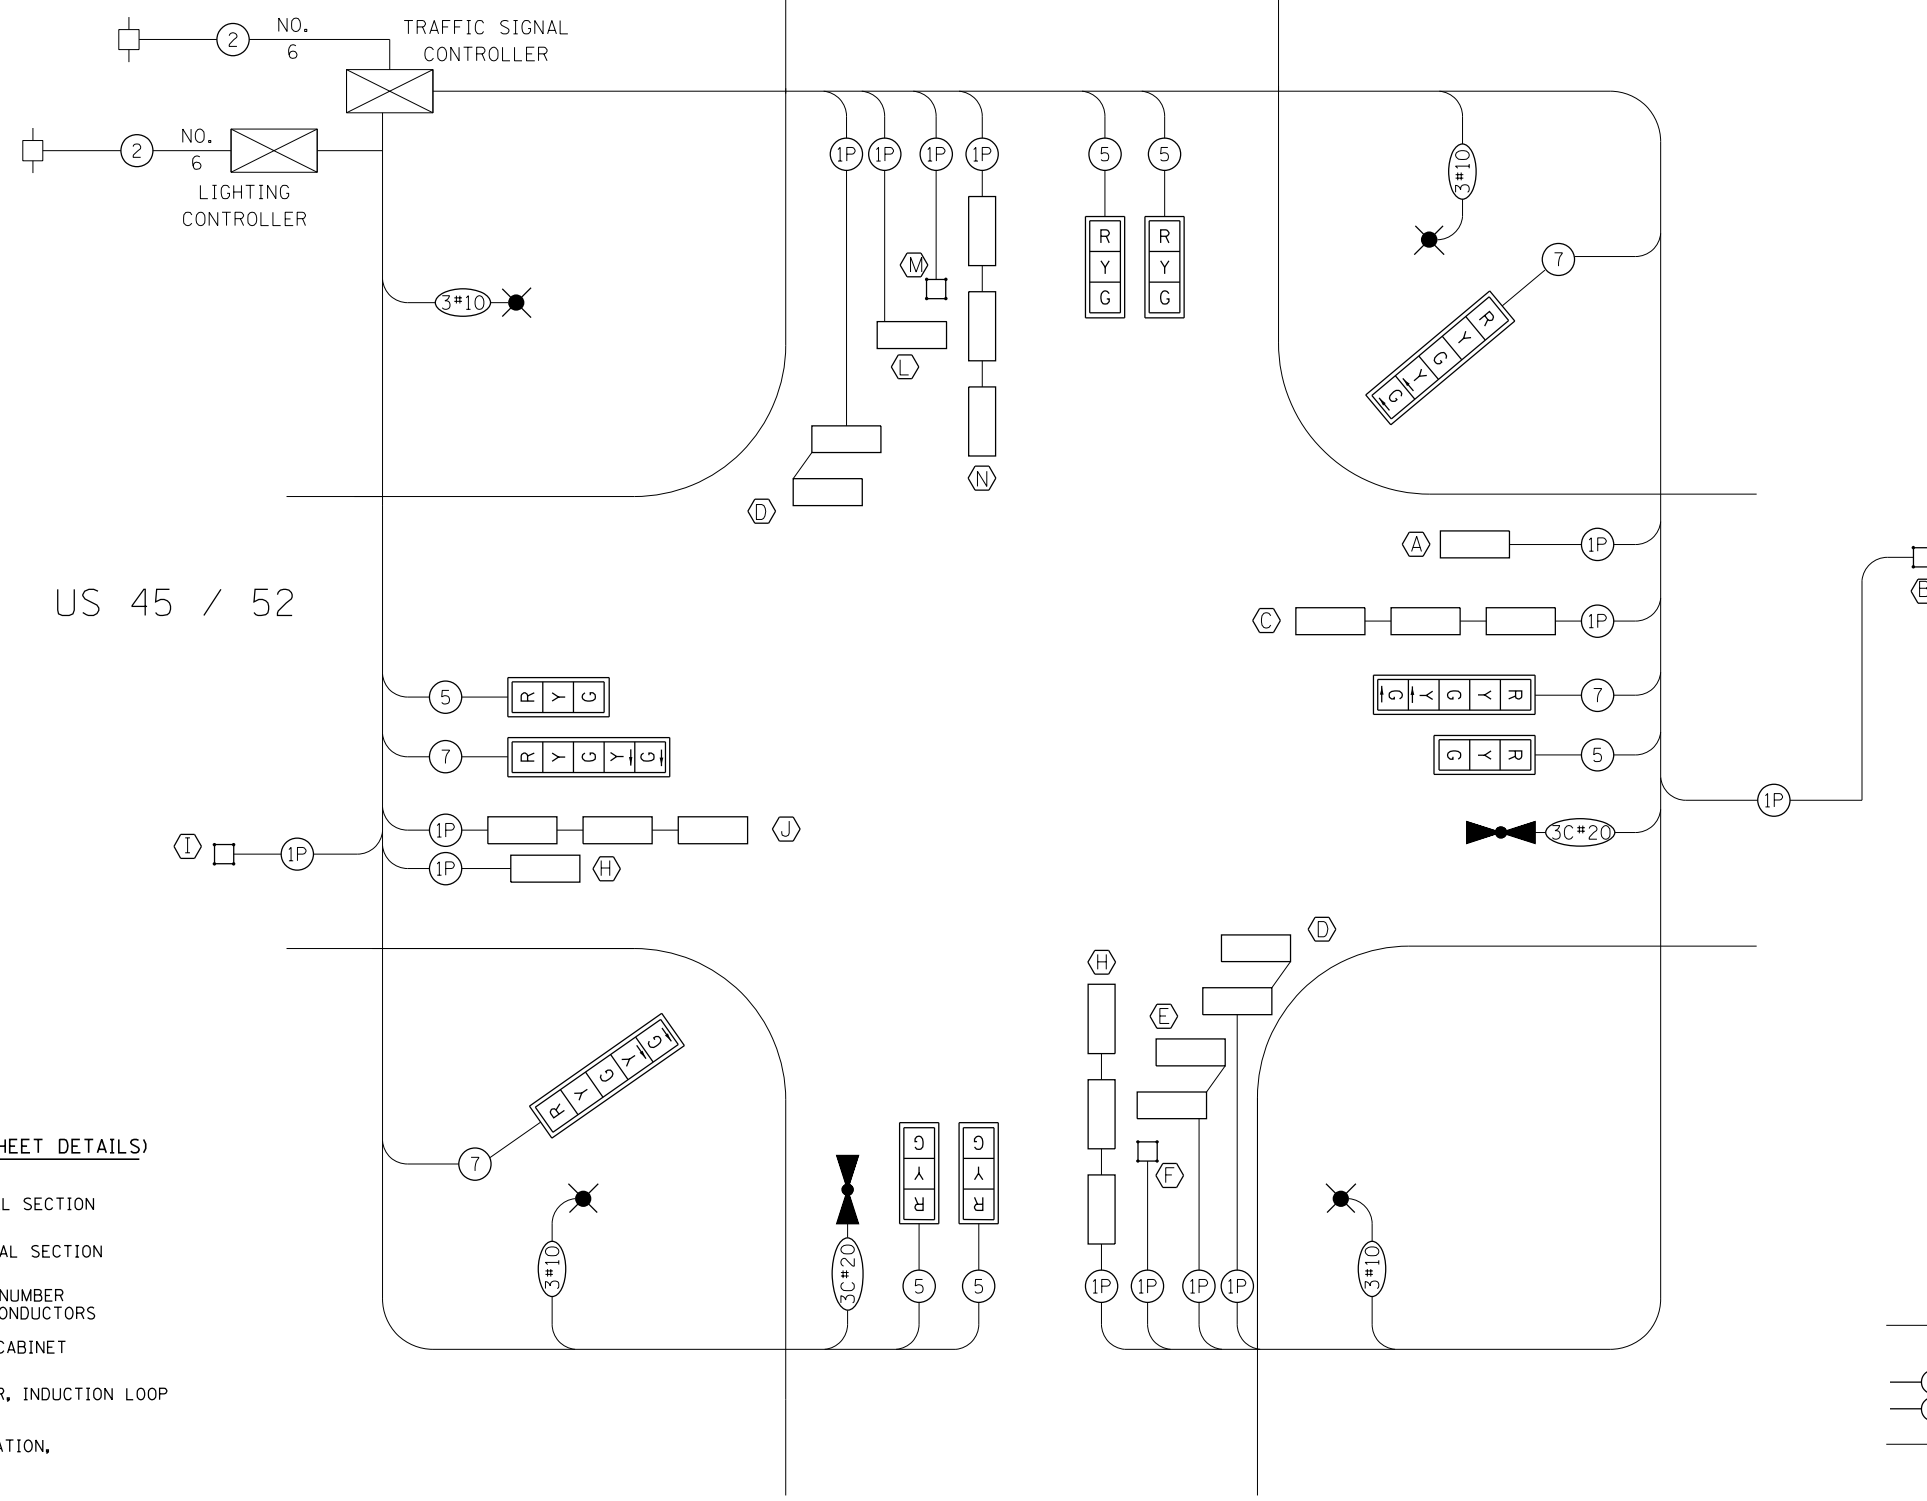 TRAFFIC SIGNAL
CONTROLLER
2
NO.
6
2
NO.
6
LIGHTING
CONTROLLER
1P
1P
1P
1P
5
5
3#10
M
R
Y
G
R
Y
G
7
3#10
L
R Y G Y G
N
D
A
1P
B
US 45 / 52
C
1P
5
R Y G
G Y G Y R
7
7
R Y G Y G
G Y R
5
1P
1P
J
3C#20
I
1P
1P
H
D
H
E
R Y G Y G
HEET DETAILS)
7
G
Y
R
G
Y
R
F
L SECTION
AL SECTION
3#10
3C#20
5
5
1P
1P
1P
1P
3#10
NUMBER
ONDUCTORS
CABINET
R, INDUCTION LOOP
ATION,